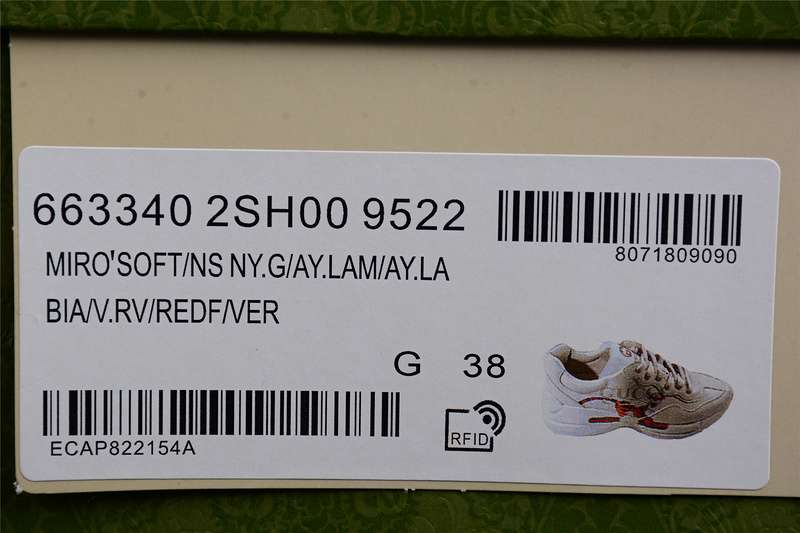 663340 2SH00 9522
8071809090
MIRO'SOFT/NS NY.G/AY.LAM/AY.LA
BIA/V.RV/REDF/VER
G 38
RFID
ECAP822154A